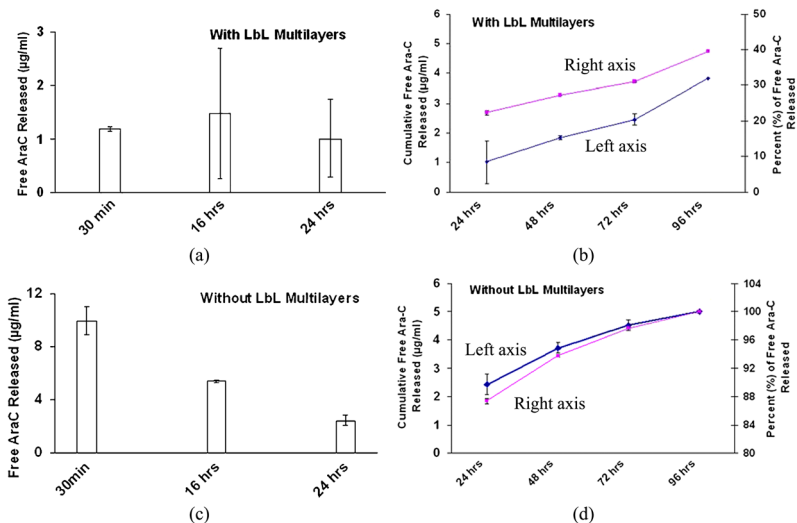 With LbL Multilayers
Free AraC Released (µg/ml)
3
2
1
0
30 min
16 hrs
24 hrs
(a)
With LbL Multilayers
Cumulative Free Ara-C
Released (µg/ml)
6
5
4
3
2
1
0
Right axis
Left axis
50
40
30
20
10
0
Percent (%) of Free Ara-C
Released
24 hrs
48 hrs
72 hrs
96 hrs
(b)
Without LbL Multilayers
Free AraC Released (µg/ml)
12
8
4
0
30min
16 hrs
24 hrs
(c)
Without LbL Multilayers
Cumulative Free Ara-C
Released (µg/ml)
6
5
4
3
2
1
0
Left axis
Right axis
104
100
96
92
88
84
80
Percent (%) of Free Ara-C
Released
24 hrs
48 hrs
72 hrs
96 hrs
(d)